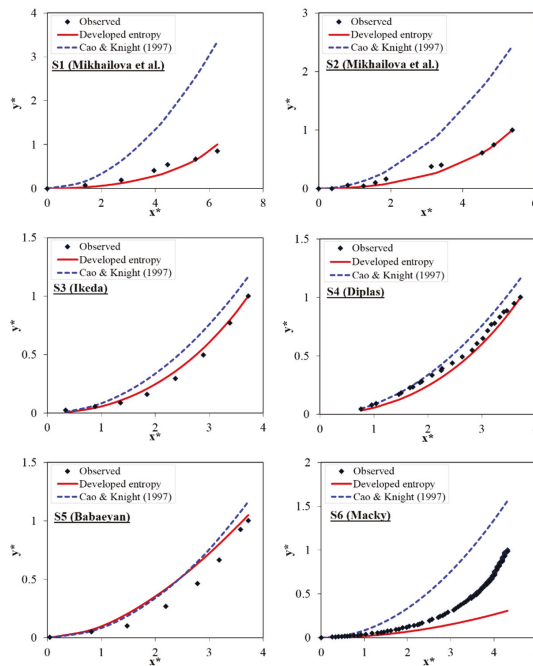 4
3
2
1
0
0 2 4 6 8
y*
x*
Observed
Developed entropy
Cao & Knight (1997)
S1 (Mikhailova et al.)
3
2
1
0
0 2 4 6
y*
x*
Observed
Developed entropy
Cao & Knight (1997)
S2 (Mikhailova et al.)
1.5
1
0.5
0
0 1 2 3 4
y*
x*
Observed
Developed entropy
Cao & Knight (1997)
S3 (Ikeda)
1.5
1
0.5
0
0 1 2 3
y*
x*
Observed
Developed entropy
Cao & Knight (1997)
S4 (Diplas)
1.5
1
0.5
0
0 1 2 3 4
y*
x*
Observed
Developed entropy
Cao & Knight (1997)
S5 (Babaeyan)
2
1.5
1
0.5
0
0 1 2 3 4
y*
x*
Observed
Developed entropy
Cao & Knight (1997)
S6 (Macky)